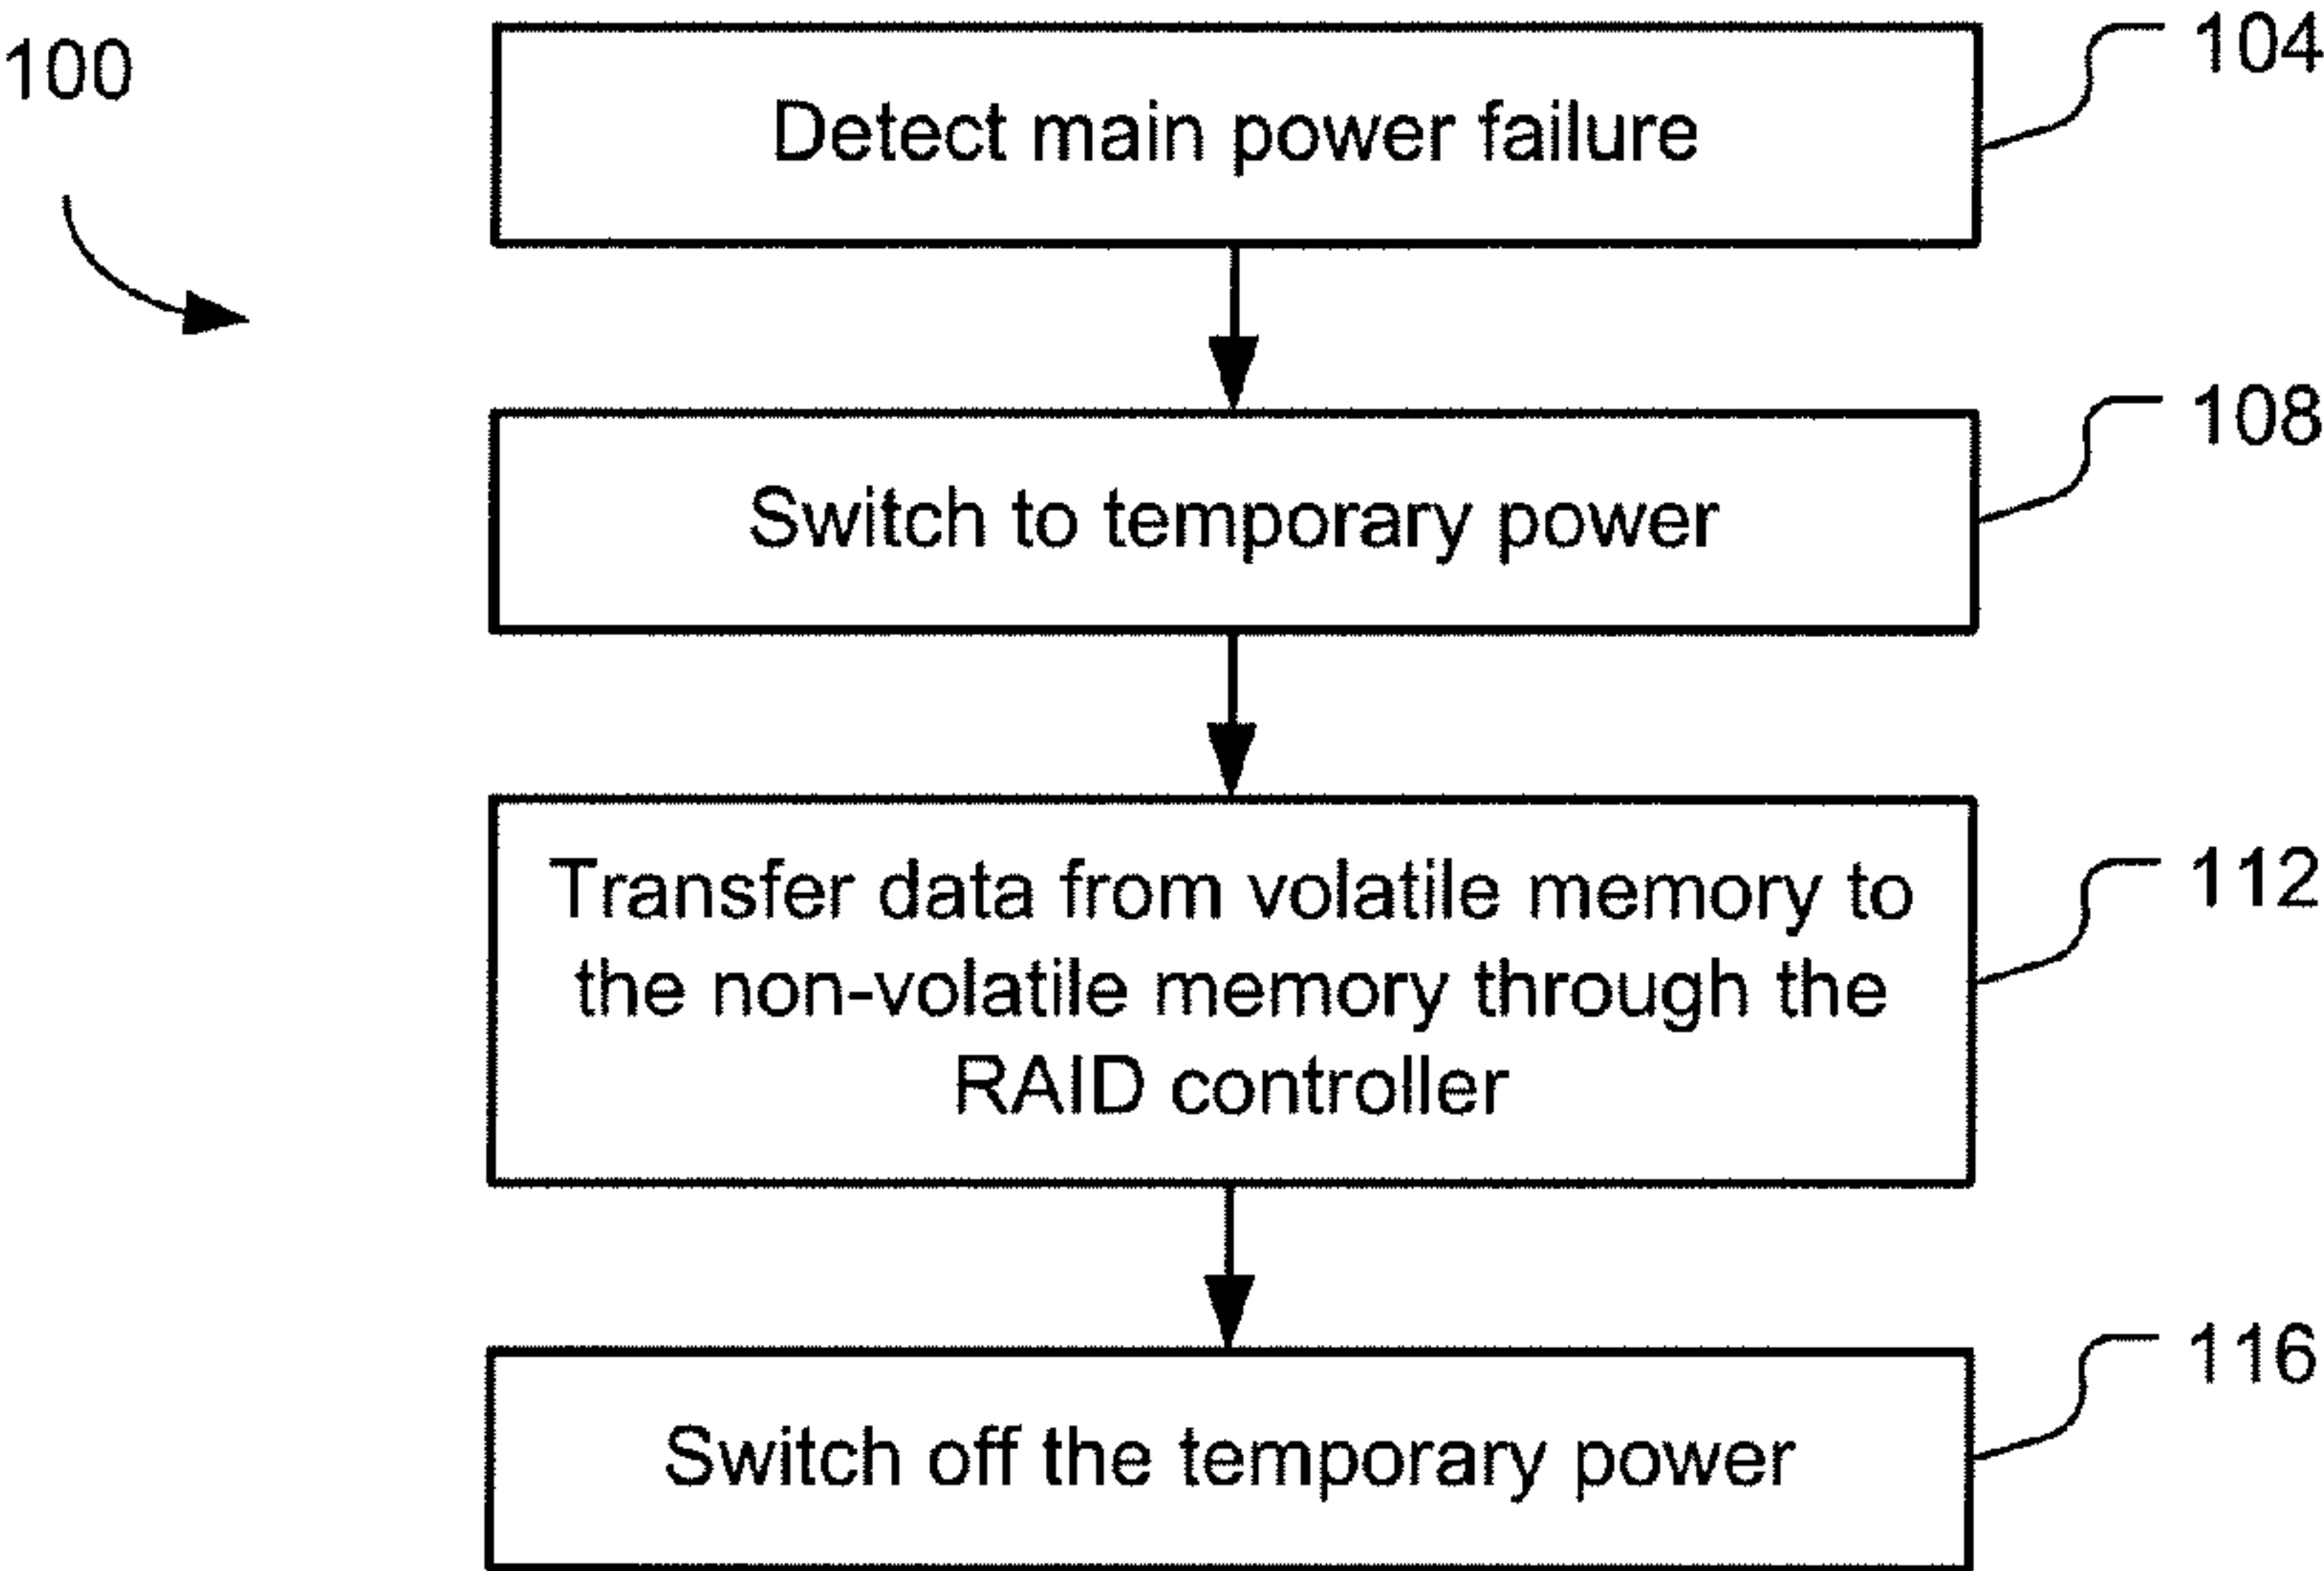 100
Detect main power failure
104
Switch to temporary power
108
Transfer data from volatile memory to
the non-volatile memory through the
RAID controller
112
Switch off the temporary power
116